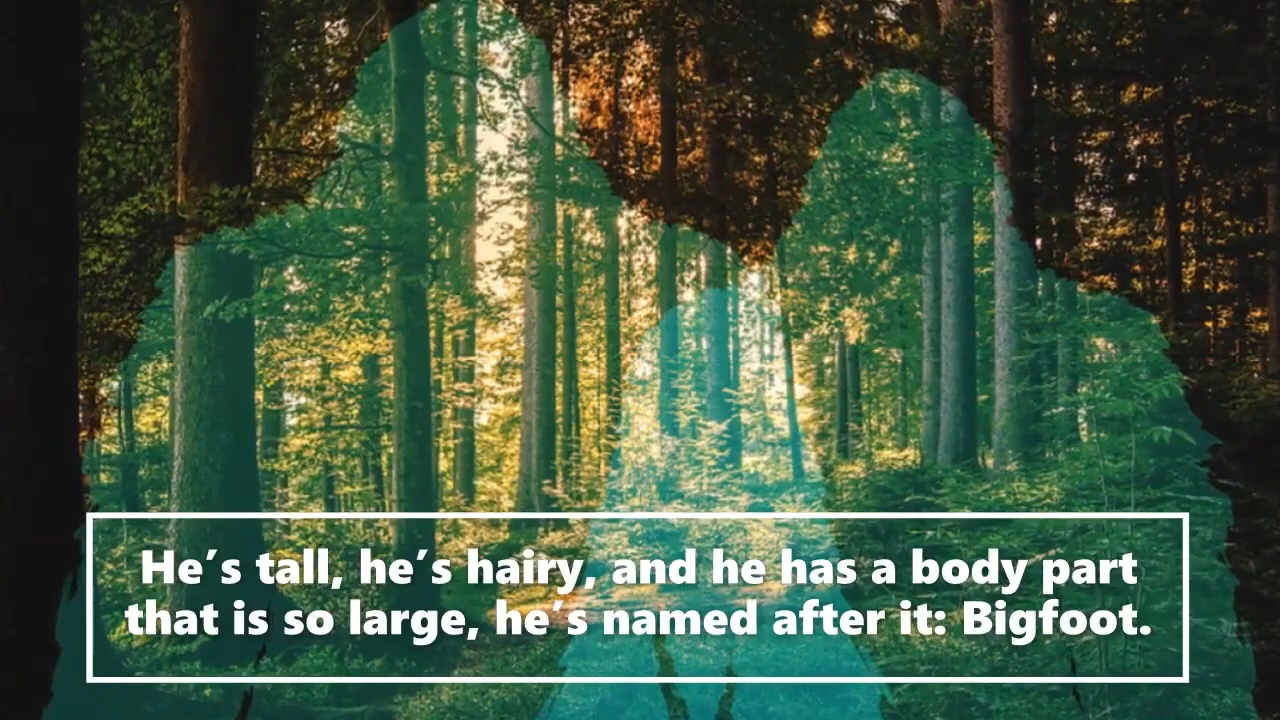 He’s tall, he’s hairy, and he has a body part
that is so large, he’s named after it: Bigfoot.